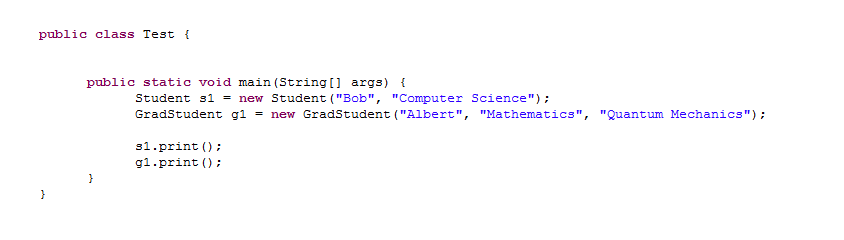 public class Test {
public static void main(String[] args) {
Student s1 = new Student("Bob", "Computer Science");
GradStudent g1 = new GradStudent("Albert", "Mathematics", "Quantum Mechanics");
s1.print();
g1.print();
}
}